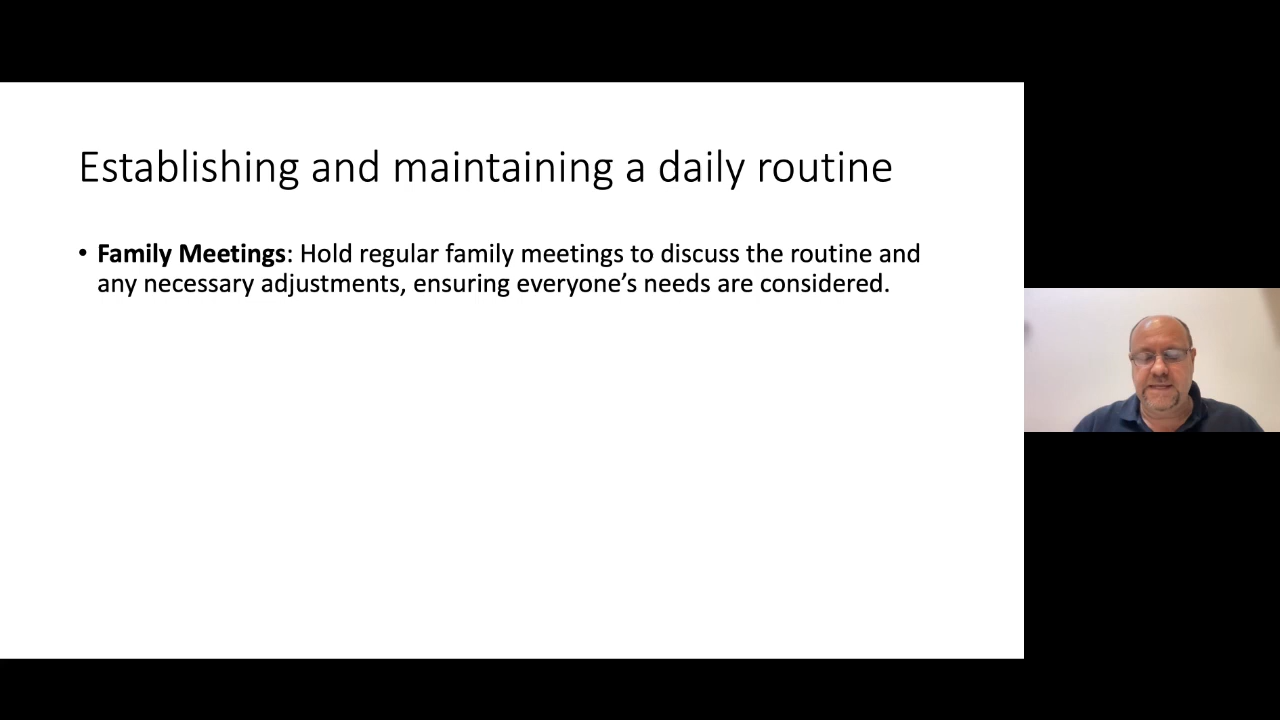 Establishing and maintaining a daily routine
• Family Meetings: Hold regular family meetings to discuss the routine and
any necessary adjustments, ensuring everyone’s needs are considered.